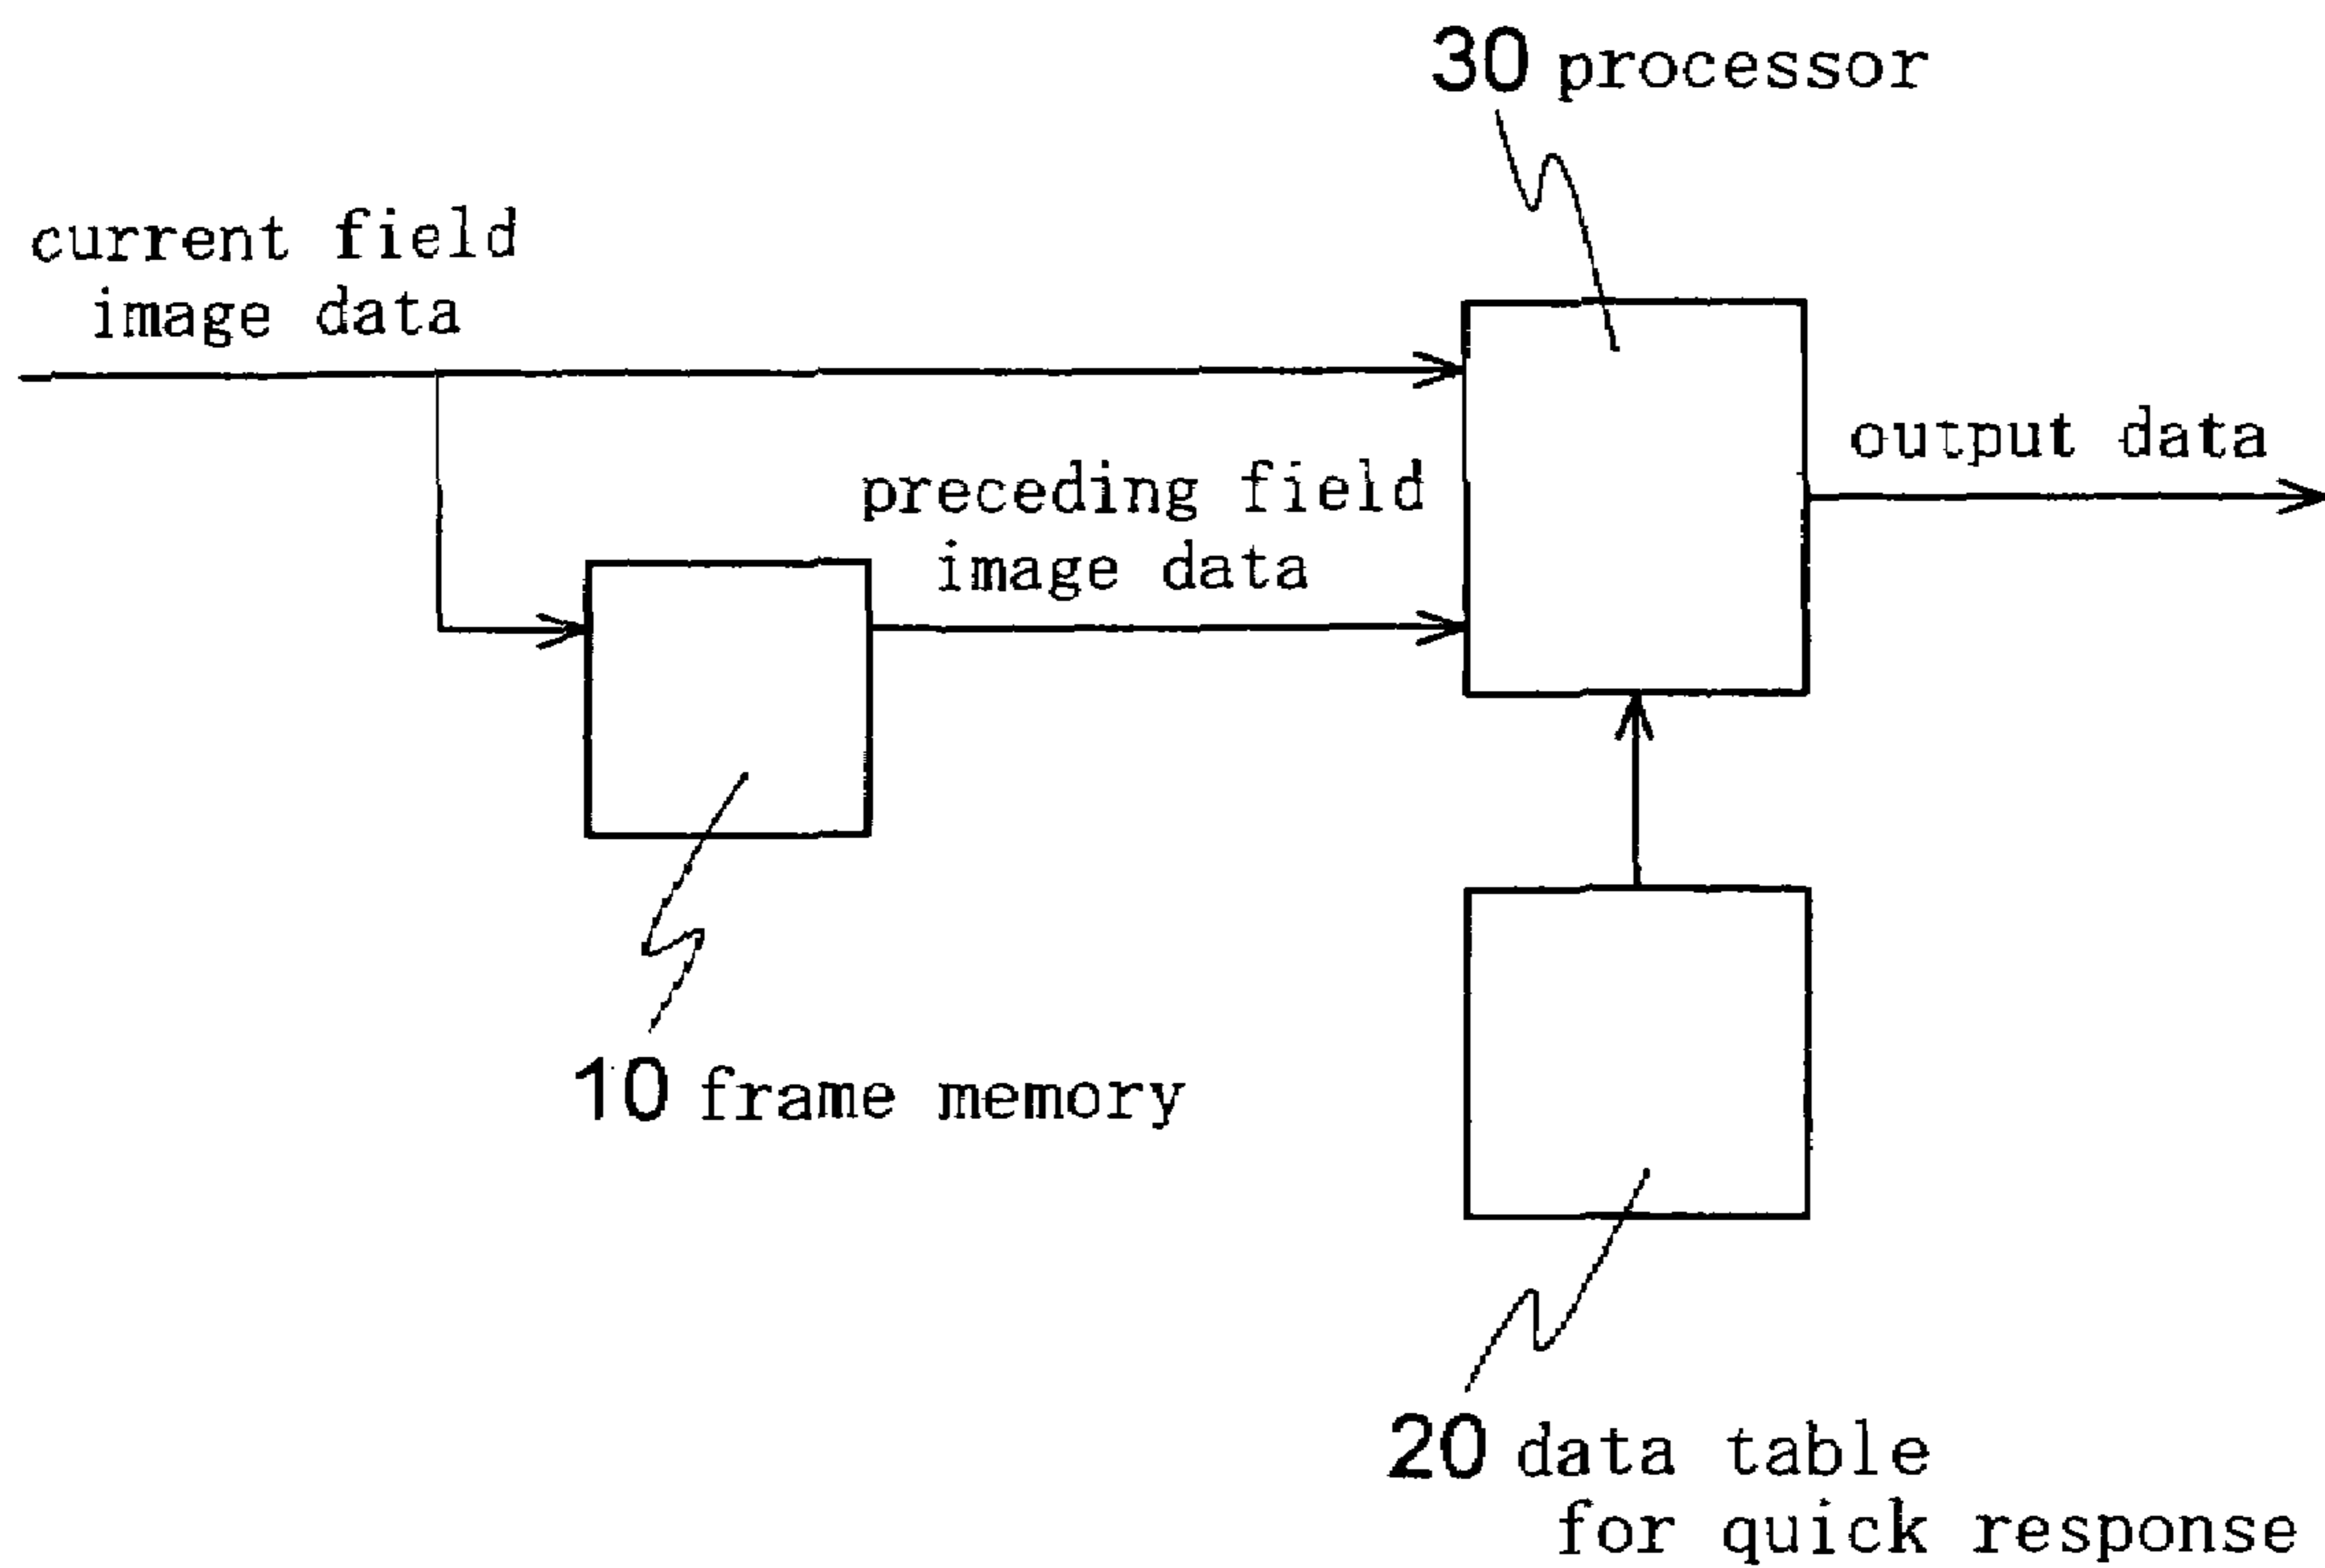 30 processor
current field
image data
output data
preceding field
image data
10 frame memory
20 data table
for quick response